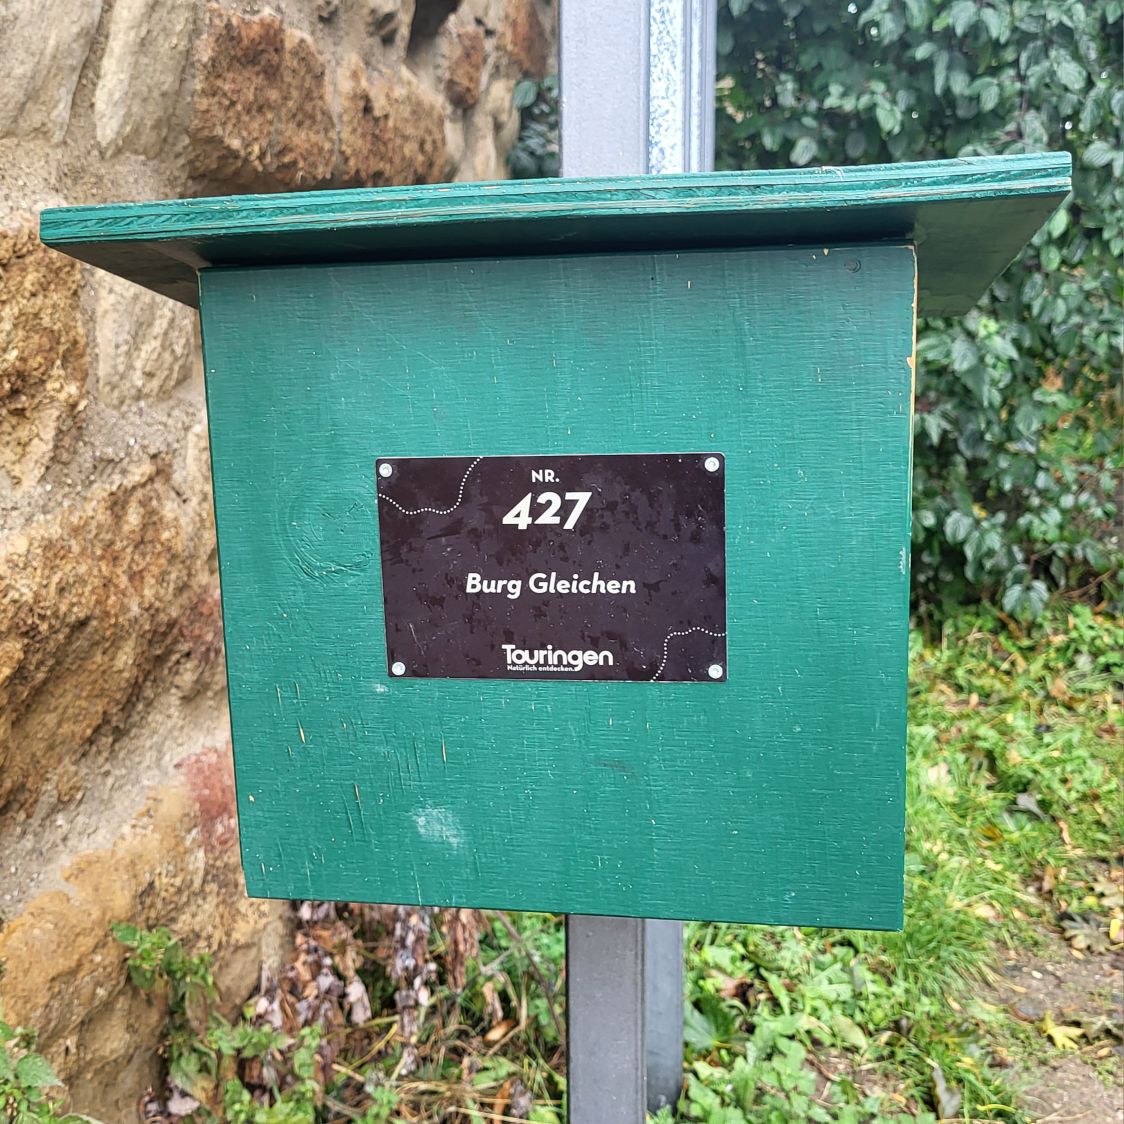 NR.
427
Burg Gleichen
Touringen
Natürlich entdecken.